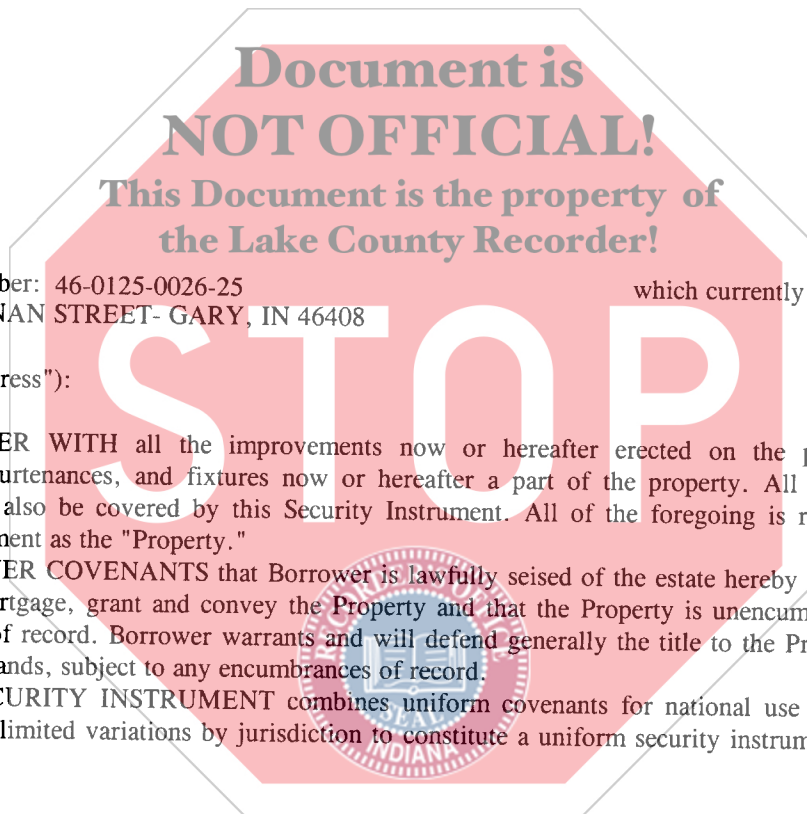 Document is
NOT OFFICIAL!
This Document is the property of
the Lake County Recorder!
ber: 46-0125-0026-25 which currently
NAN STREET- GARY, IN 46408
ress"):
STOP
ER WITH all the improvements now or hereafter erected on the
urtenances, and fixtures now or hereafter a part of the property. All
also be covered by this Security Instrument. All of the foregoing is r
nent as the "Property."
VER COVENANTS that Borrower is lawfully seised of the estate hereby
rtgage, grant and convey the Property and that the Property is unencum
of record. Borrower warrants and will defend generally the title to the Pr
ands, subject to any encumbrances of record.
CURITY INSTRUMENT combines uniform covenants for national use
limited variations by jurisdiction to constitute a uniform security instrum
RECORDER'S OFFICE
SEAL
INDIANA